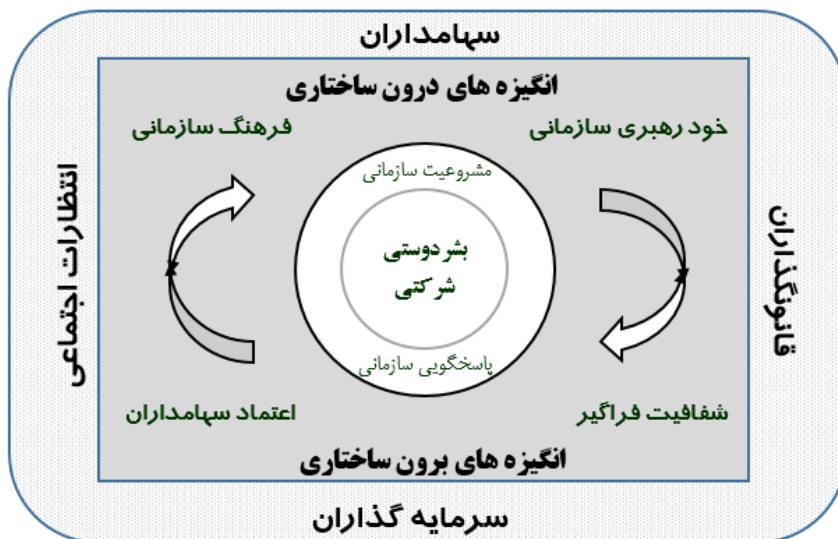 سهامداران
انگیزه های درون ساختاری
خود رهبری سازمانی
فرهنگ سازمانی
مشروعیت سازمانی
بشردوستی
شرکتی
پاسخگویی سازمانی
قانونگذاران
انتظارات اجتماعی
شفافیت فراگیر
اعتماد سهامداران
انگیزه های برون ساختاری
سرمایه گذاران